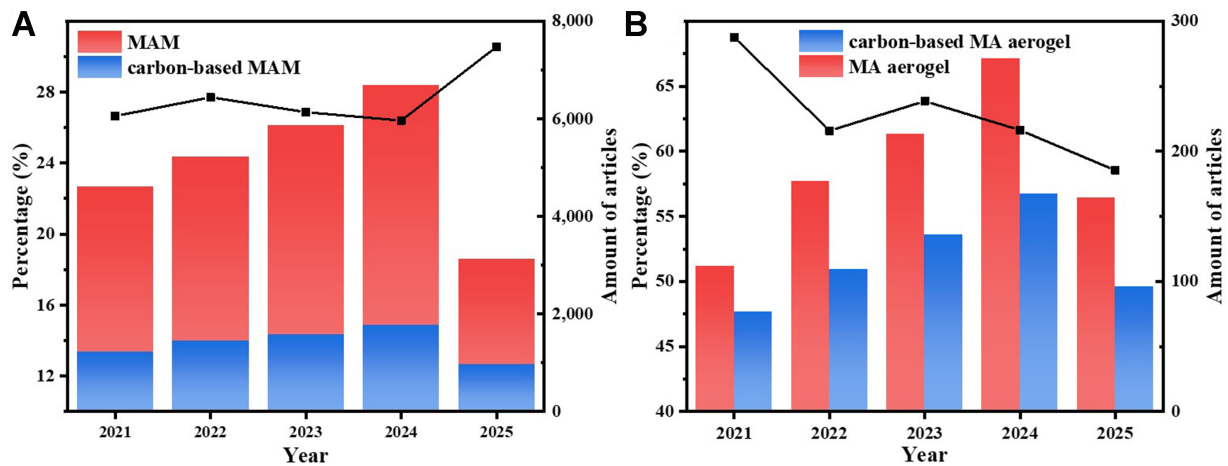 A
MAM
carbon-based MAM
28
24
20
16
12
Percentage (%)
8,000
6,000
4,000
2,000
0
Amount of articles
2021 2022 2023 2024 2025
Year
B
carbon-based MA aerogel
MA aerogel
65
60
55
50
45
40
Percentage (%)
300
200
100
0
Amount of articles
2021 2022 2023 2024 2025
Year